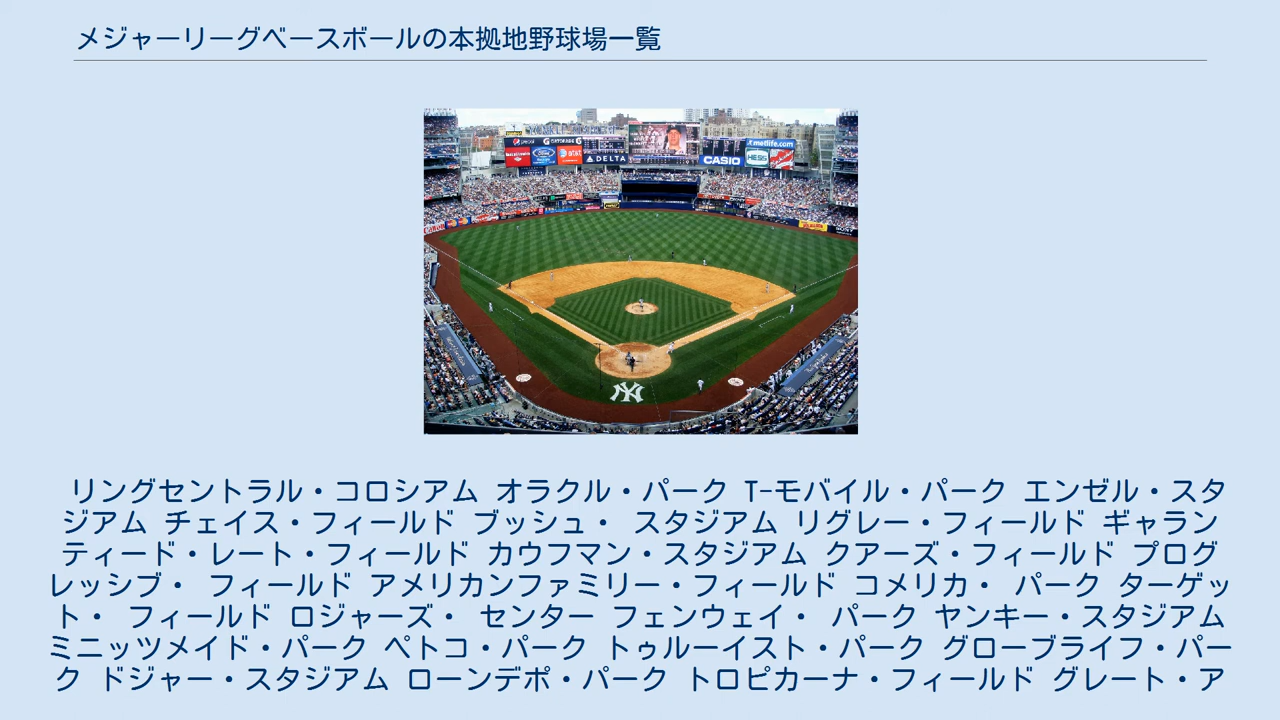 メジャーリーグベースボールの本拠地野球場一覧
PEPSI GATORADE
Ford at&t DELTA CASIO metlife.com HESS
SONY
NY
リングセントラル・コロシアム オラクル・パーク T-モバイル・パーク エンゼル・スタ
ジアム チェイス・フィールド ブッシュ・ スタジアム リグレー・フィールド ギャラン
ティード・レート・フィールド カウフマン・スタジアム クアーズ・フィールド プログ
レッシブ・ フィールド アメリカンファミリー・フィールド コメリカ・ パーク ターゲッ
ト・ フィールド ロジャーズ・ センター フェンウェイ・ パーク ヤンキー・スタジアム
ミニッツメイド・パーク ペトコ・パーク トゥルーイスト・パーク グローブライフ・パー
ク ドジャー・スタジアム ローンデポ・パーク トロピカーナ・フィールド グレート・ア